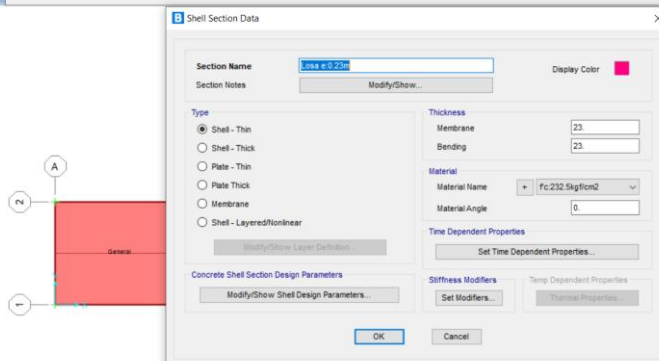 B Shell Section Data
Section Name Losa e:0.23m Display Color
Section Notes Modify/Show...
Type
Shell - Thin
Shell - Thick
Plate - Thin
Plate Thick
Membrane
Shell - Layered/Nonlinear
Modify/Show Layer Definition...
Concrete Shell Section Design Parameters
Modify/Show Shell Design Parameters...
Thickness
Membrane 23.
Bending 23.
Material
Material Name + f'c:232.5kgf/cm2
Material Angle 0.
Time Dependent Properties
Set Time Dependent Properties...
Stiffness Modifiers
Set Modifiers...
Temp Dependent Properties
Thermal Properties...
OK Cancel
A
2
General
1